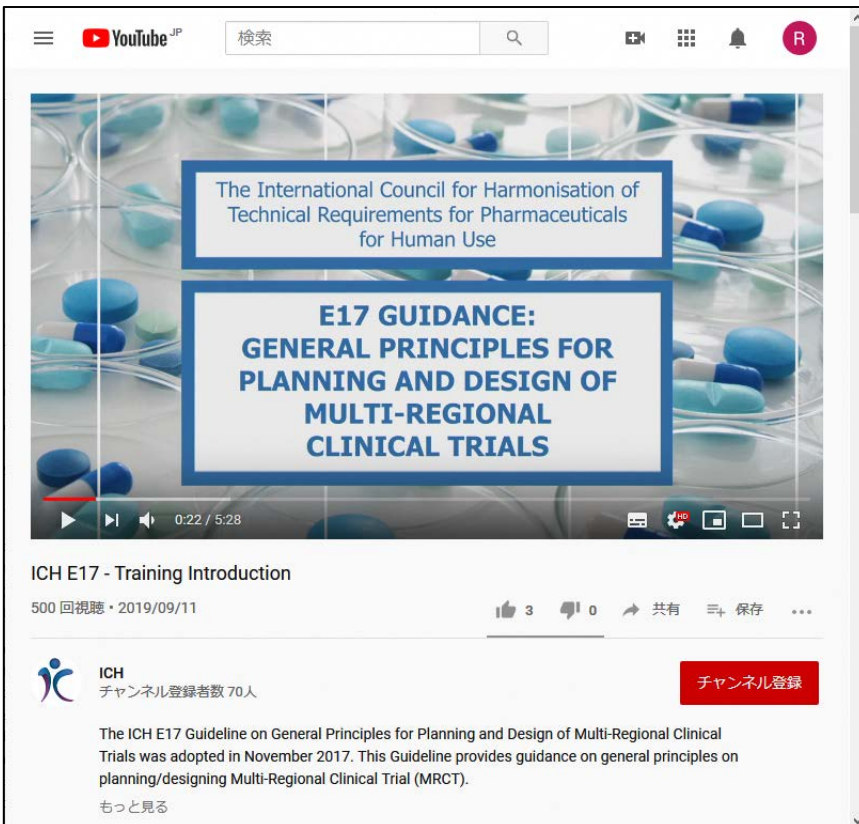 YouTube JP
検索
R
The International Council for Harmonisation of
Technical Requirements for Pharmaceuticals
for Human Use
E17 GUIDANCE:
GENERAL PRINCIPLES FOR
PLANNING AND DESIGN OF
MULTI-REGIONAL
CLINICAL TRIALS
0:22 / 5:28
HD
ICH E17 - Training Introduction
500 回視聴・2019/09/11
3
0
共有
保存
ICH
チャンネル登録者数 70人
チャンネル登録
The ICH E17 Guideline on General Principles for Planning and Design of Multi-Regional Clinical
Trials was adopted in November 2017. This Guideline provides guidance on general principles on
planning/designing Multi-Regional Clinical Trial (MRCT).
もっと見る